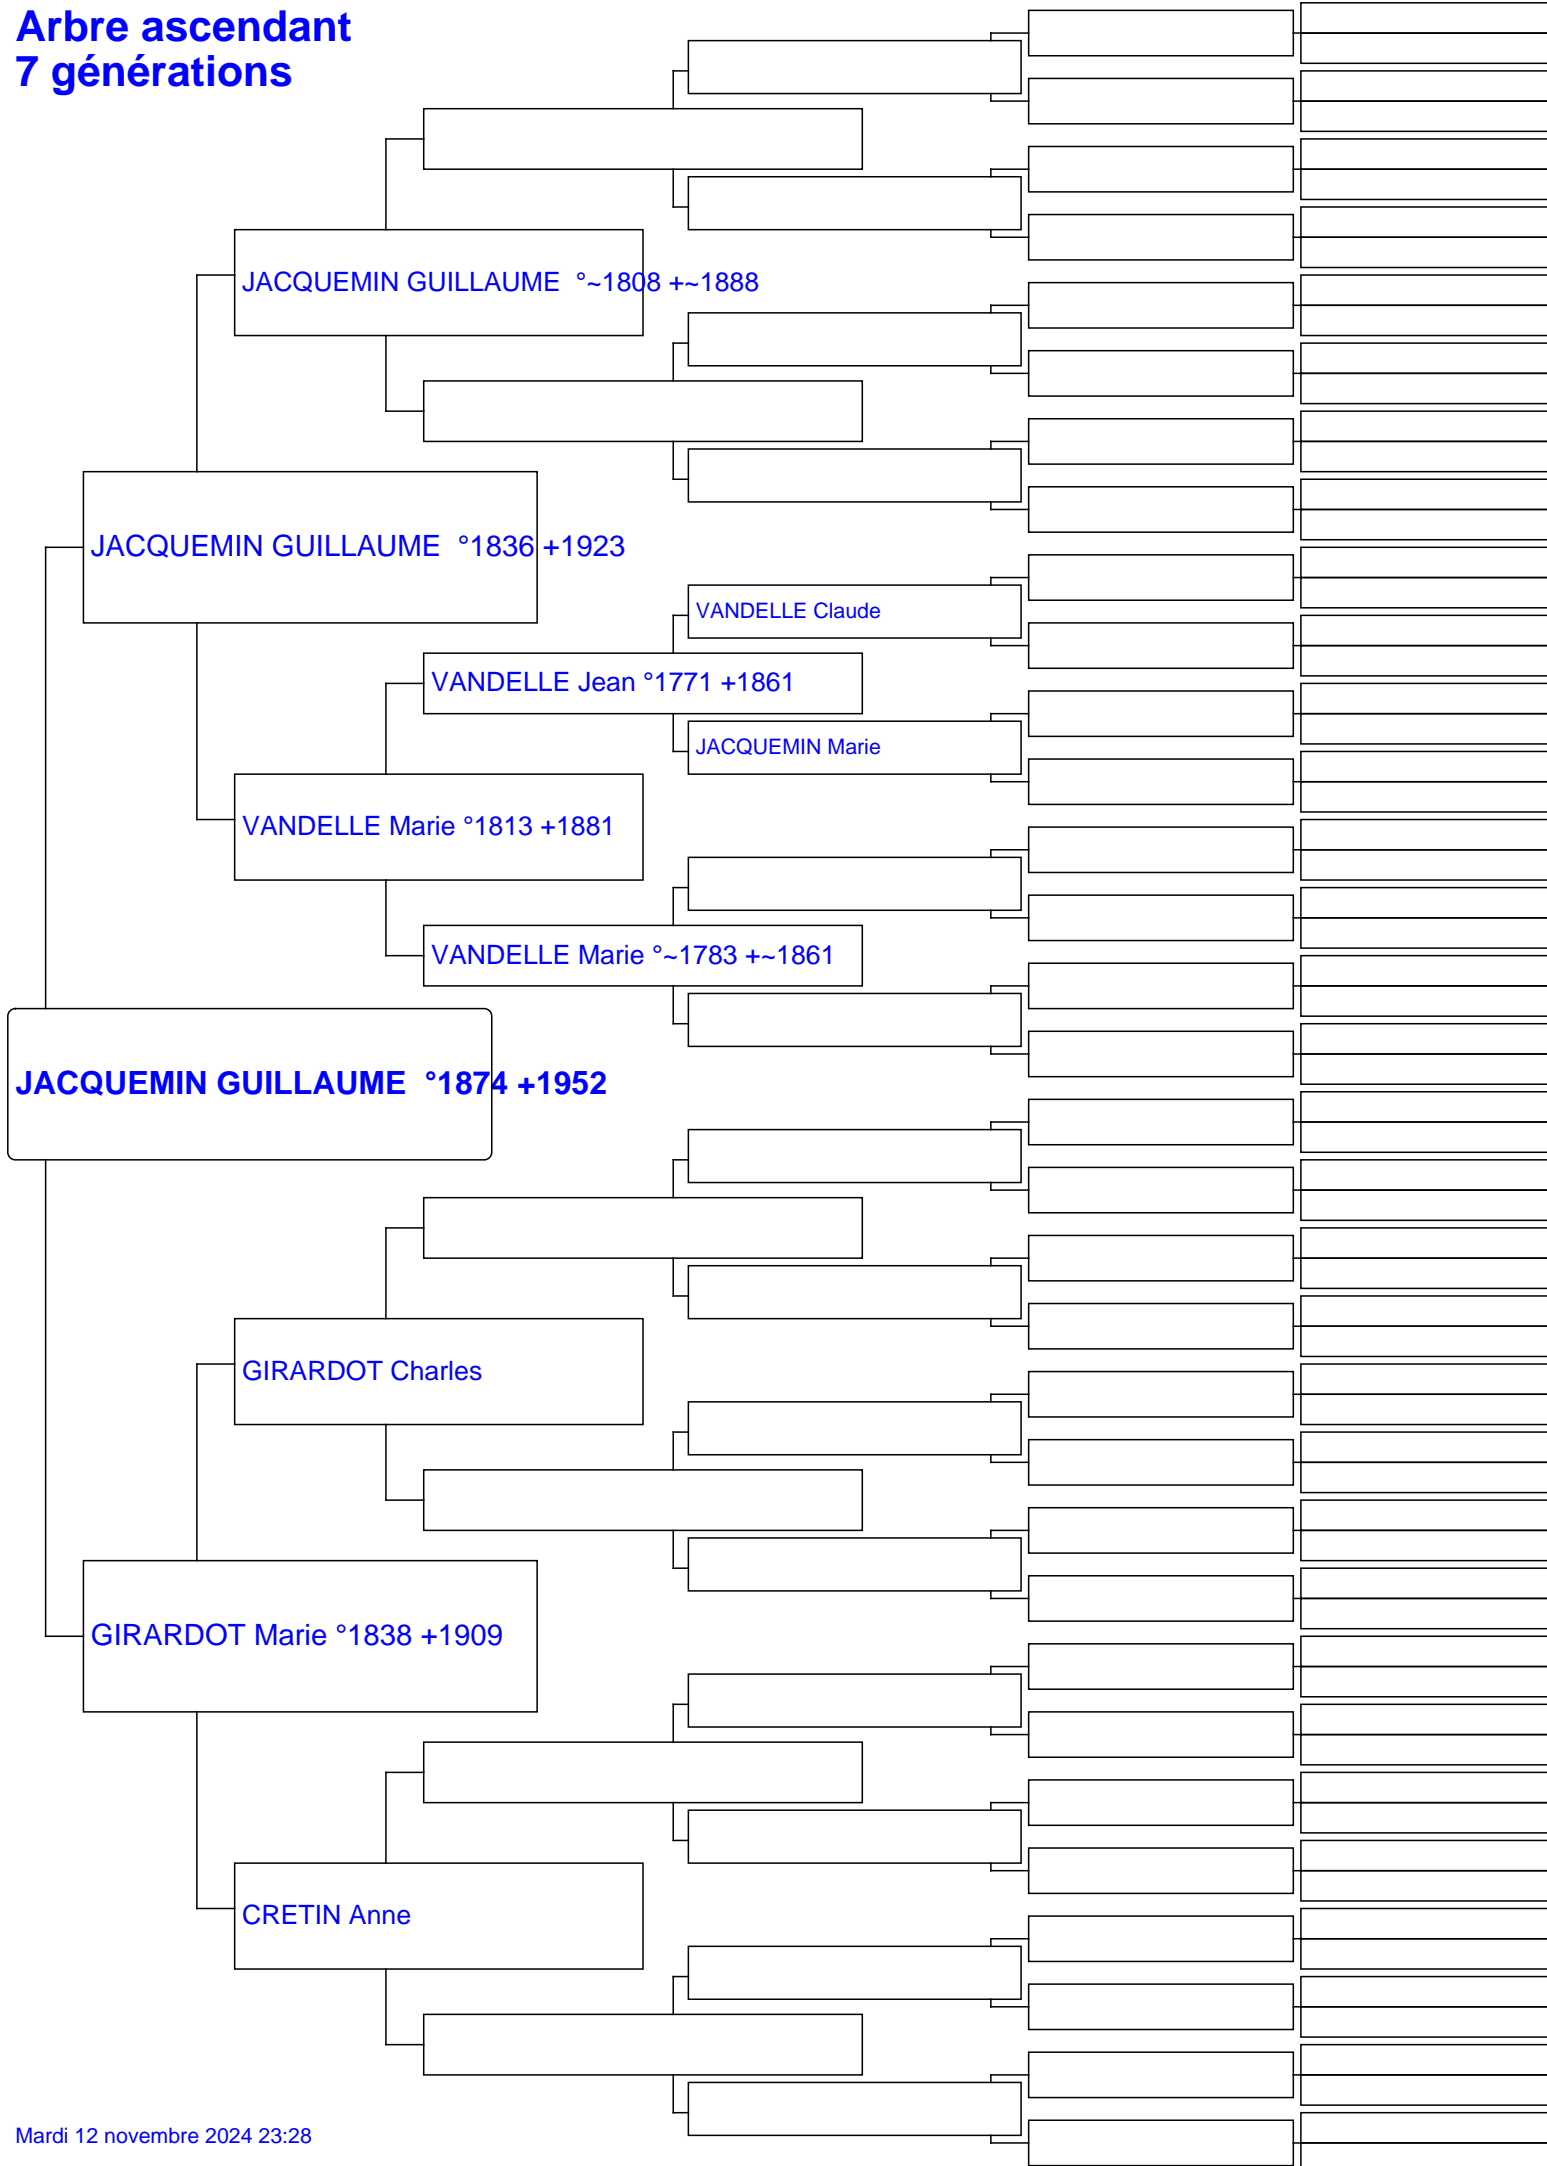 Arbre ascendant
7 générations
JACQUEMIN GUILLAUME  °~1808 +~1888
JACQUEMIN GUILLAUME  °1836 +1923
VANDELLE Claude
VANDELLE Jean °1771 +1861
JACQUEMIN Marie
VANDELLE Marie °1813 +1881
VANDELLE Marie °~1783 +~1861
JACQUEMIN GUILLAUME  °1874 +1952
GIRARDOT Charles
GIRARDOT Marie °1838 +1909
CRETIN Anne
Mardi 12 novembre 2024 23:28